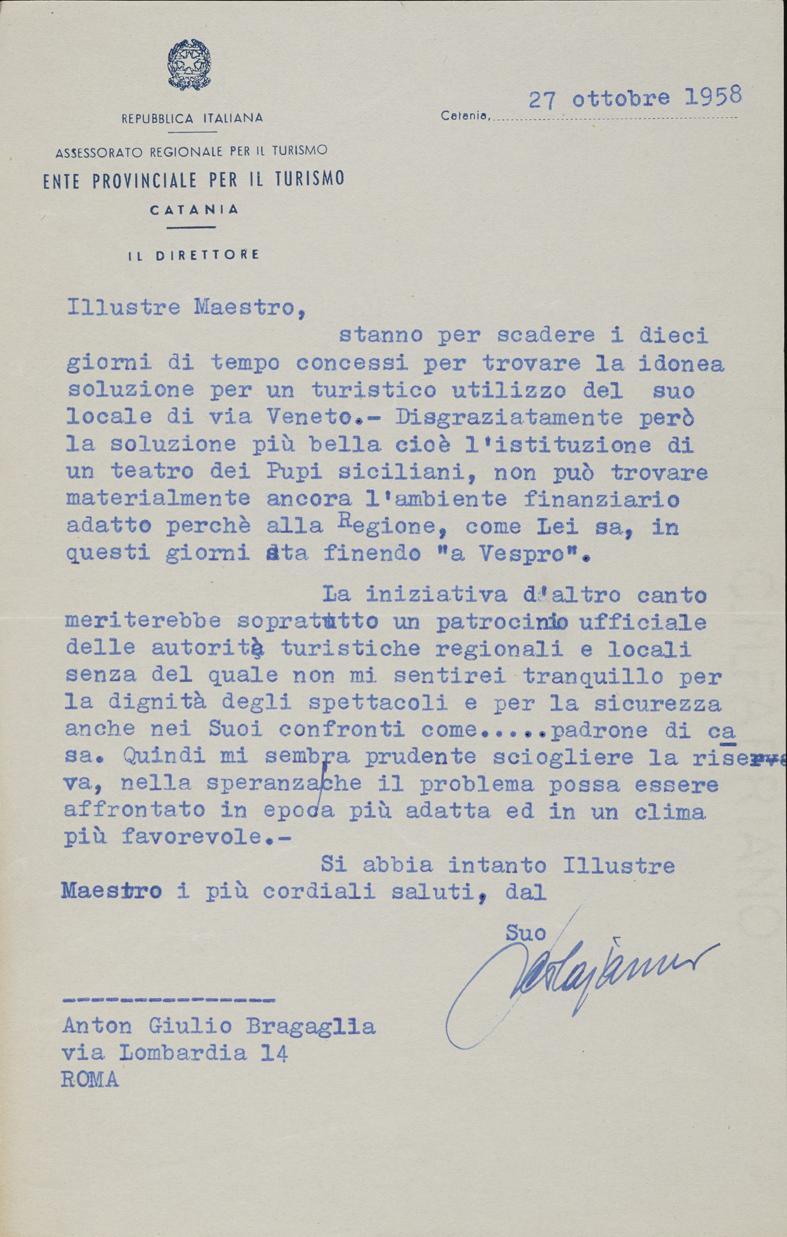 REPUBBLICA ITALIANA
ASSESSORATO REGIONALE PER IL TURISMO
ENTE PROVINCIALE PER IL TURISMO
CATANIA
IL DIRETTORE
Catania, 27 ottobre 1958
Illustre Maestro,
stanno per scadere i dieci
giorni di tempo concessi per trovare la idonea
soluzione per un turistico utilizzo del suo
locale di via Veneto.- Disgraziatamente però
la soluzione più bella cioè l'istituzione di
un teatro dei Pupi siciliani, non può trovare
materialmente ancora l'ambiente finanziario
adatto perchè alla Regione, come Lei sa, in
questi giorni sta finendo "a Vespro".
La iniziativa d'altro canto
meriterebbe sopratutto un patrocinio ufficiale
delle autorità turistiche regionali e locali
senza del quale non mi sentirei tranquillo per
la dignità degli spettacoli e per la sicurezza
anche nei Suoi confronti come.....padrone di ca
sa. Quindi mi sembra prudente sciogliere la riser
va, nella speranza che il problema possa essere
affrontato in epoca più adatta ed in un clima
più favorevole.-
Si abbia intanto Illustre
Maestro i più cordiali saluti, dal
Suo
Anton Giulio Bragaglia
via Lombardia 14
ROMA